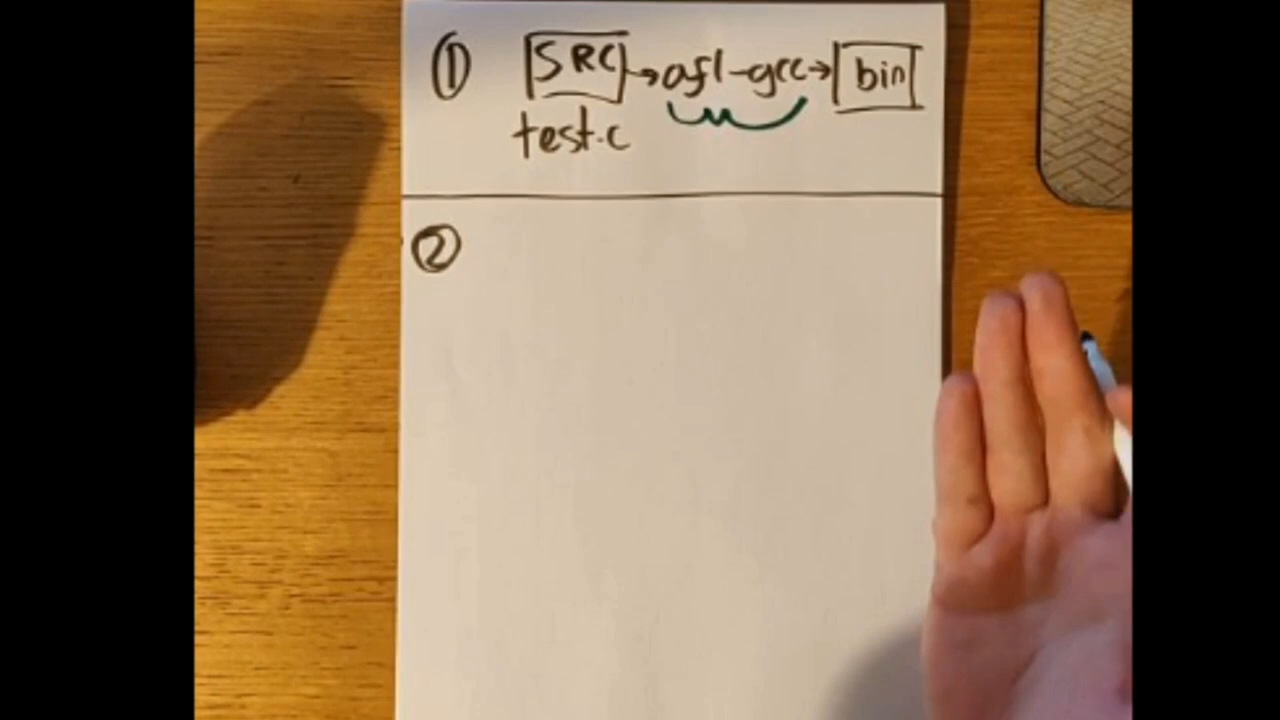 ① SRC → afl-gcc → bin
test.c
②